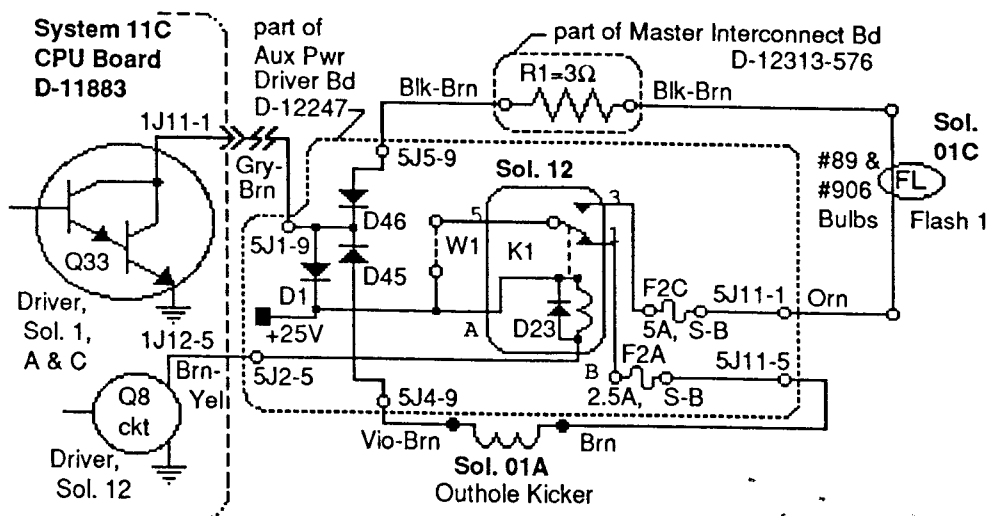 System 11C
CPU Board
D-11883
part of
Aux Pwr
Driver Bd
D-12247
part of Master Interconnect Bd
D-12313-576
R1=3Ω
Blk-Brn
Blk-Brn
1J11-1
Gry-
Brn
5J5-9
Sol. 12
Sol.
01C
#89 &
#906
Bulbs
FL
Flash 1
D46
5J1-9
D45
W1
5
K1
3
1
Q33
D1
+25V
A
D23
F2C
5A, S-B
5J11-1
Orn
Driver,
Sol. 1,
A & C
1J12-5
Brn-
Yel
5J2-5
B
F2A
2.5A, S-B
5J11-5
Q8
ckt
5J4-9
Vio-Brn
Brn
Driver,
Sol. 12
Sol. 01A
Outhole Kicker